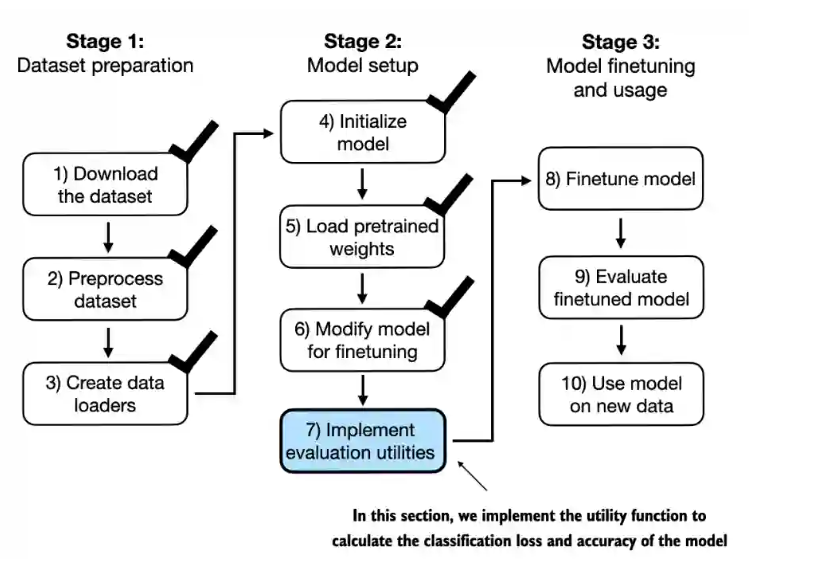 Stage 1:
Dataset preparation
1) Download
the dataset
2) Preprocess
dataset
3) Create data
loaders
Stage 2:
Model setup
4) Initialize
model
5) Load pretrained
weights
6) Modify model
for finetuning
7) Implement
evaluation utilities
Stage 3:
Model finetuning
and usage
8) Finetune model
9) Evaluate
finetuned model
10) Use model
on new data
In this section, we implement the utility function to
calculate the classification loss and accuracy of the model